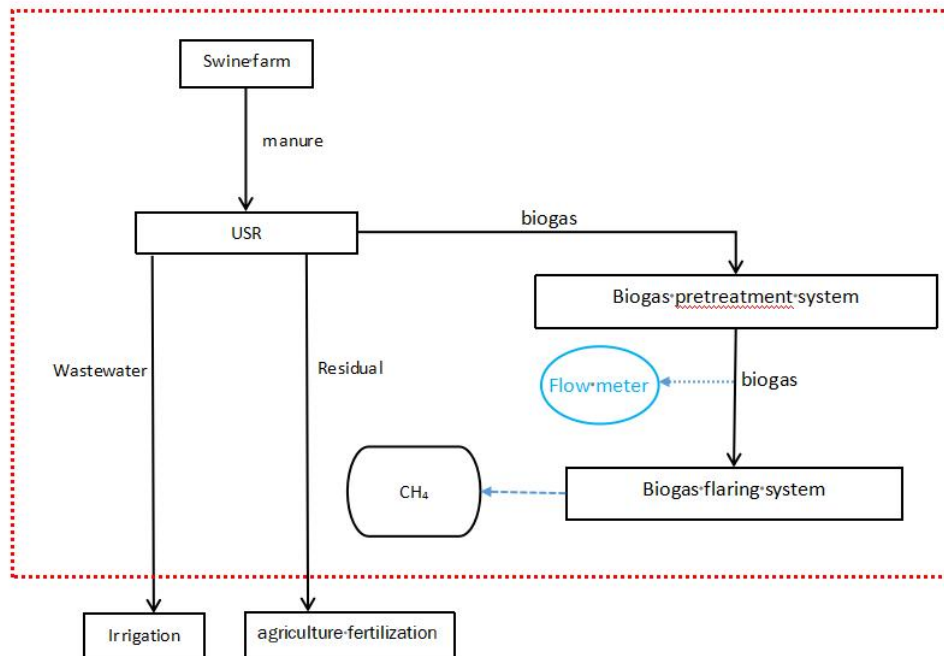 Swine farm
manure
USR
biogas
Biogas pretreatment system
Wastewater
Residual
Flow meter
biogas
CH₄
Biogas flaring system
Irrigation
agriculture fertilization